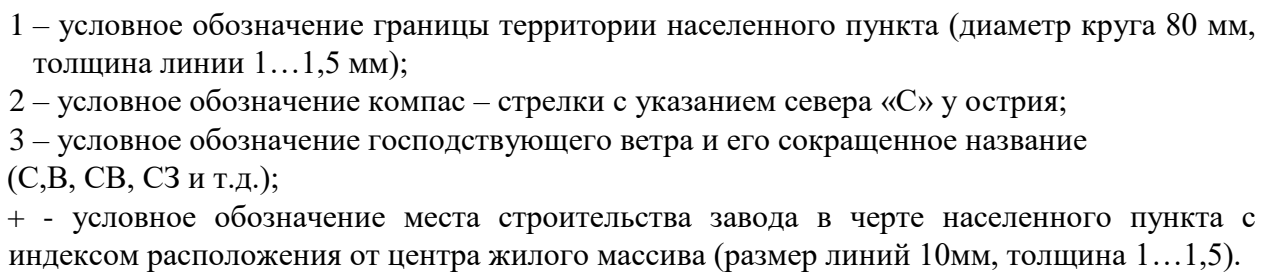 1 – условное обозначение границы территории населенного пункта (диаметр круга 80 мм,
толщина линии 1…1,5 мм);
2 – условное обозначение компас – стрелки с указанием севера «С» у острия;
3 – условное обозначение господствующего ветра и его сокращенное название
(С,В, СВ, СЗ и т.д.);
+ - условное обозначение места строительства завода в черте населенного пункта с
индексом расположения от центра жилого массива (размер линий 10мм, толщина 1…1,5).